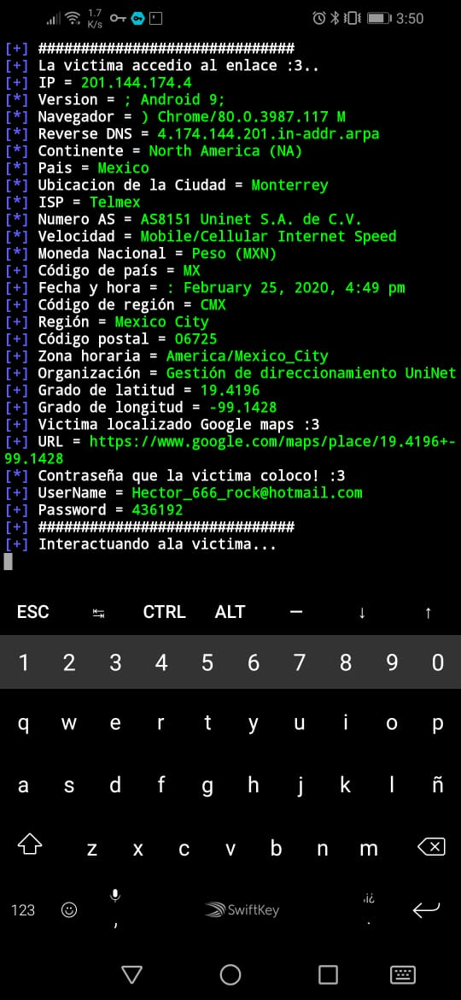 1.7
K/s
3:50
[+] ##############################
[+] La victima accedio al enlace :3..
[+] IP = 201.144.174.4
[*] Version = ; Android 9;
[*] Navegador = ) Chrome/80.0.3987.117 M
[*] Reverse DNS = 4.174.144.201.in-addr.arpa
[*] Continente = North America (NA)
[*] Pais = Mexico
[*] Ubicacion de la Ciudad = Monterrey
[*] ISP = Telmex
[*] Numero AS = AS8151 Uninet S.A. de C.V.
[*] Velocidad = Mobile/Cellular Internet Speed
[*] Moneda Nacional = Peso (MXN)
[+] Código de país = MX
[+] Fecha y hora = : February 25, 2020, 4:49 pm
[+] Código de región = CMX
[+] Región = Mexico City
[+] Código postal = 06725
[+] Zona horaria = America/Mexico_City
[+] Organización = Gestión de direccionamiento UniNet
[+] Grado de latitud = 19.4196
[+] Grado de longitud = -99.1428
[+] Victima localizado Google maps :3
[+] URL = https://www.google.com/maps/place/19.4196+-
99.1428
[*] Contraseña que la victima coloco! :3
[+] UserName = Hector_666_rock@hotmail.com
[+] Password = 436192
[+] ##############################
[+] Interactuando ala victima...
ESC ↹ CTRL ALT — ↓ ↑
1 2 3 4 5 6 7 8 9 0
q w e r t y u i o p
a s d f g h j k l ñ
z x c v b n m
123 , SwiftKey .,¡¿